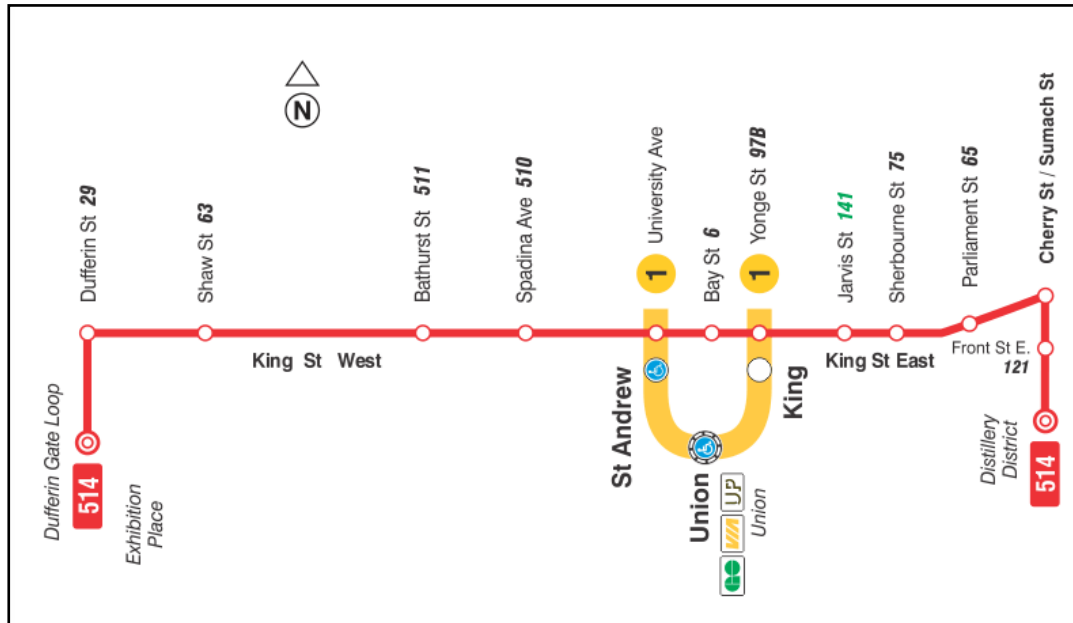 N
Dufferin St 29
Shaw St 63
Bathurst St 511
Spadina Ave 510
University Ave
1
Bay St 6
Yonge St 97B
1
Jarvis St 141
Sherbourne St 75
Parliament St 65
Cherry St / Sumach St
King St West
King St East
Front St E.
121
Dufferin Gate Loop
514
Exhibition
Place
St Andrew
Union
King
GO VIA UP
Union
Distillery
District
514